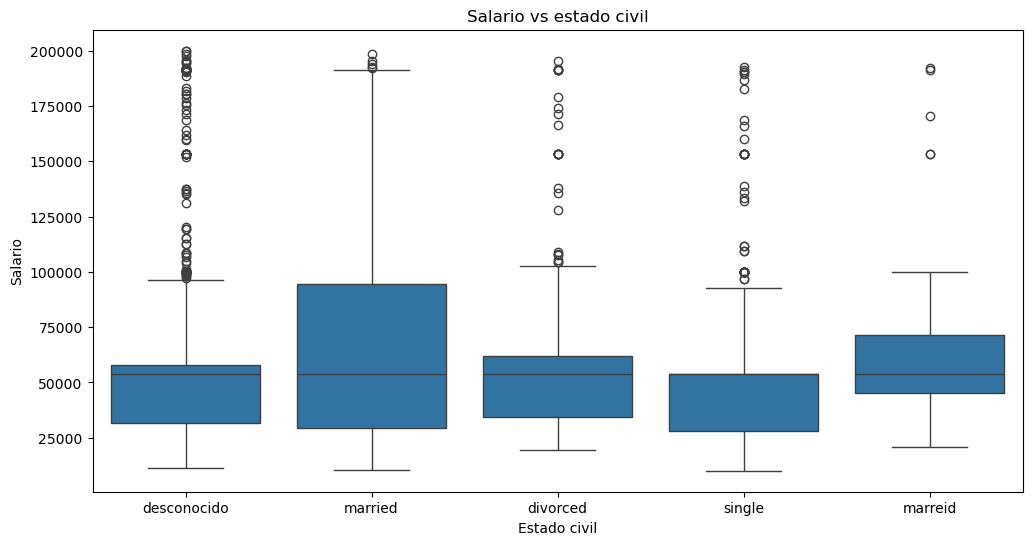 Salario vs estado civil
200000
175000
150000
125000
100000
75000
50000
25000
Salario
desconocido married divorced single marreid
Estado civil